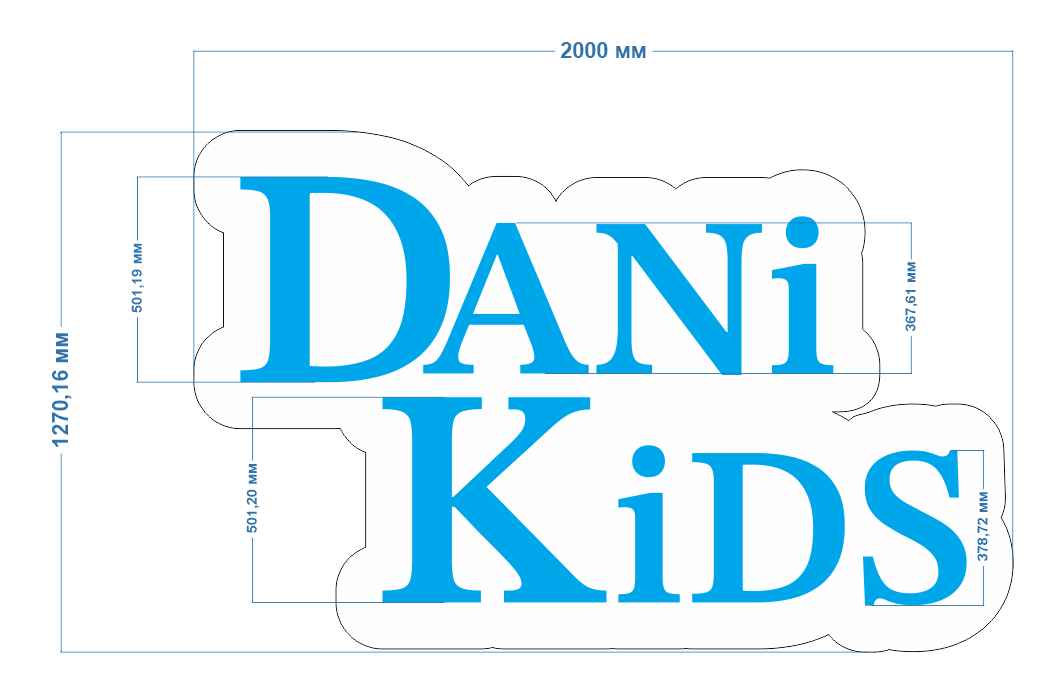 2000 мм
DANi
501,19 мм
367,61 мм
1270,16 мм
KiDS
501,20 мм
378,72 мм